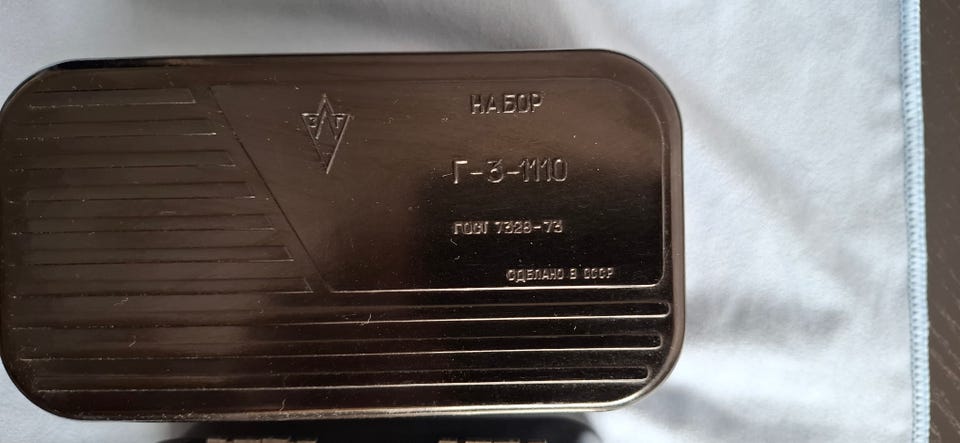 НАБОР
Г-3-1110
ГОСТ 7328-73
СДЕЛАНО В СССР